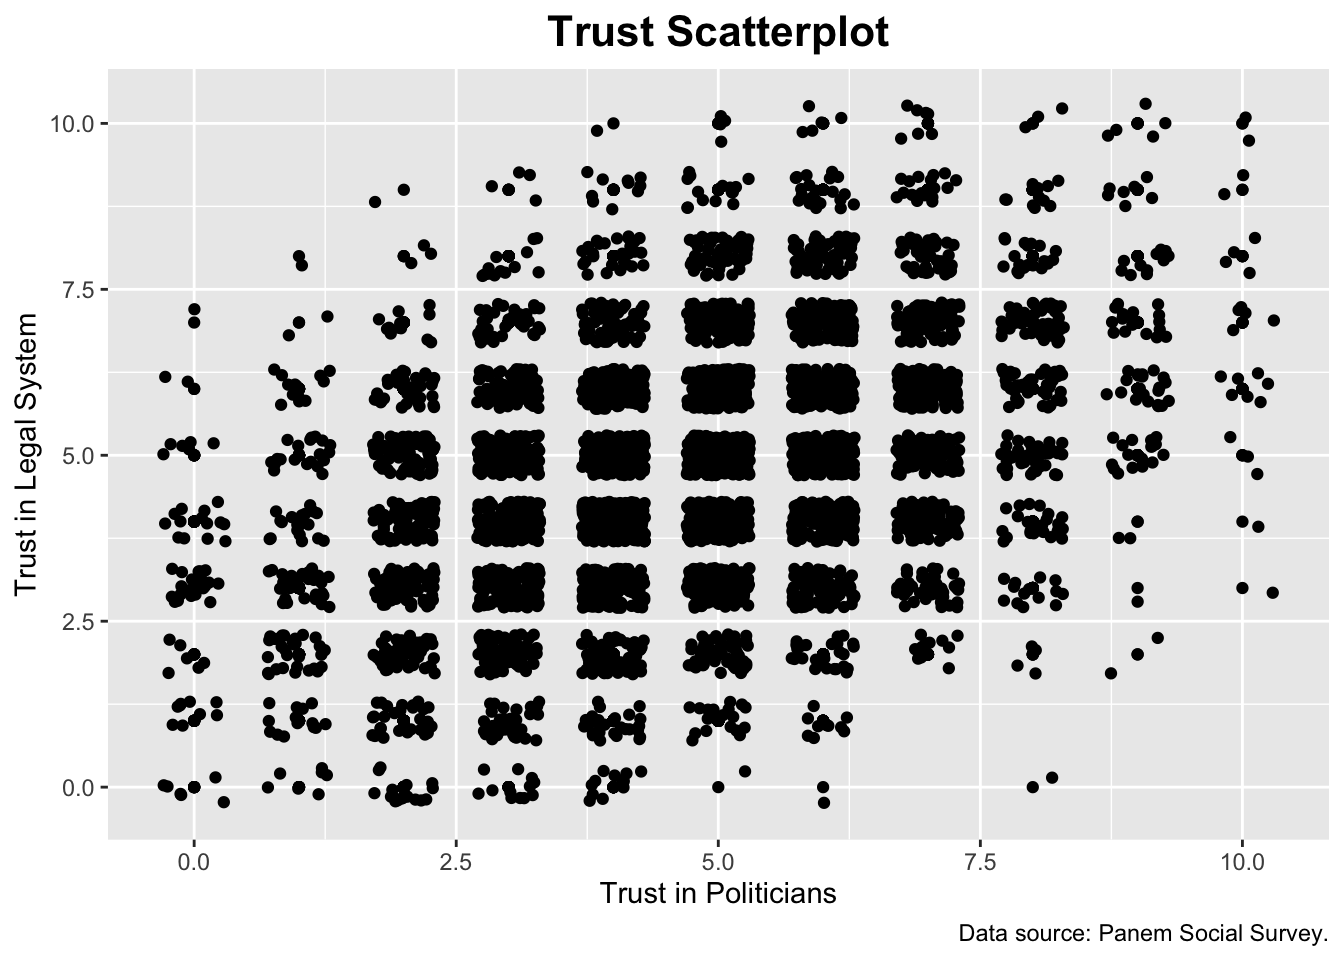 Trust Scatterplot
Trust in Legal System
10.0
7.5
5.0
2.5
0.0
0.0 2.5 5.0 7.5 10.0
Trust in Politicians
Data source: Panem Social Survey.